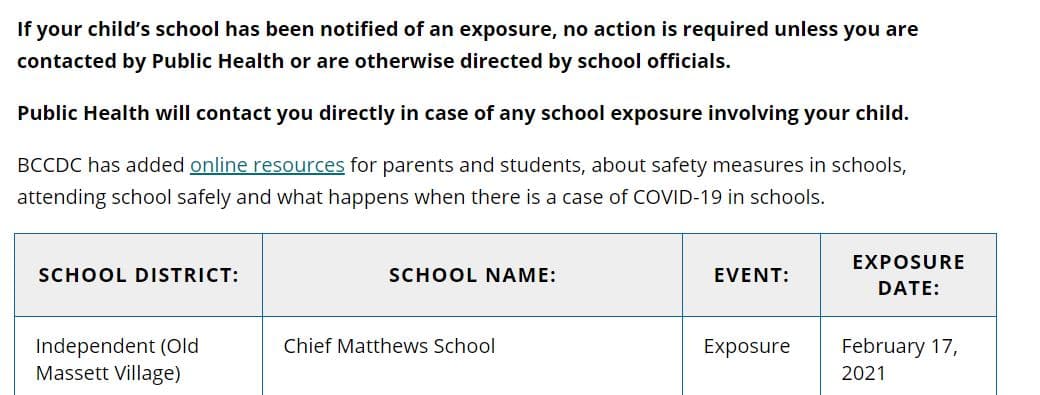 If your child’s school has been notified of an exposure, no action is required unless you are
contacted by Public Health or are otherwise directed by school officials.
Public Health will contact you directly in case of any school exposure involving your child.
BCCDC has added online resources for parents and students, about safety measures in schools,
attending school safely and what happens when there is a case of COVID-19 in schools.
SCHOOL DISTRICT:
SCHOOL NAME:
EVENT:
EXPOSURE
DATE:
Independent (Old
Massett Village)
Chief Matthews School
Exposure
February 17,
2021